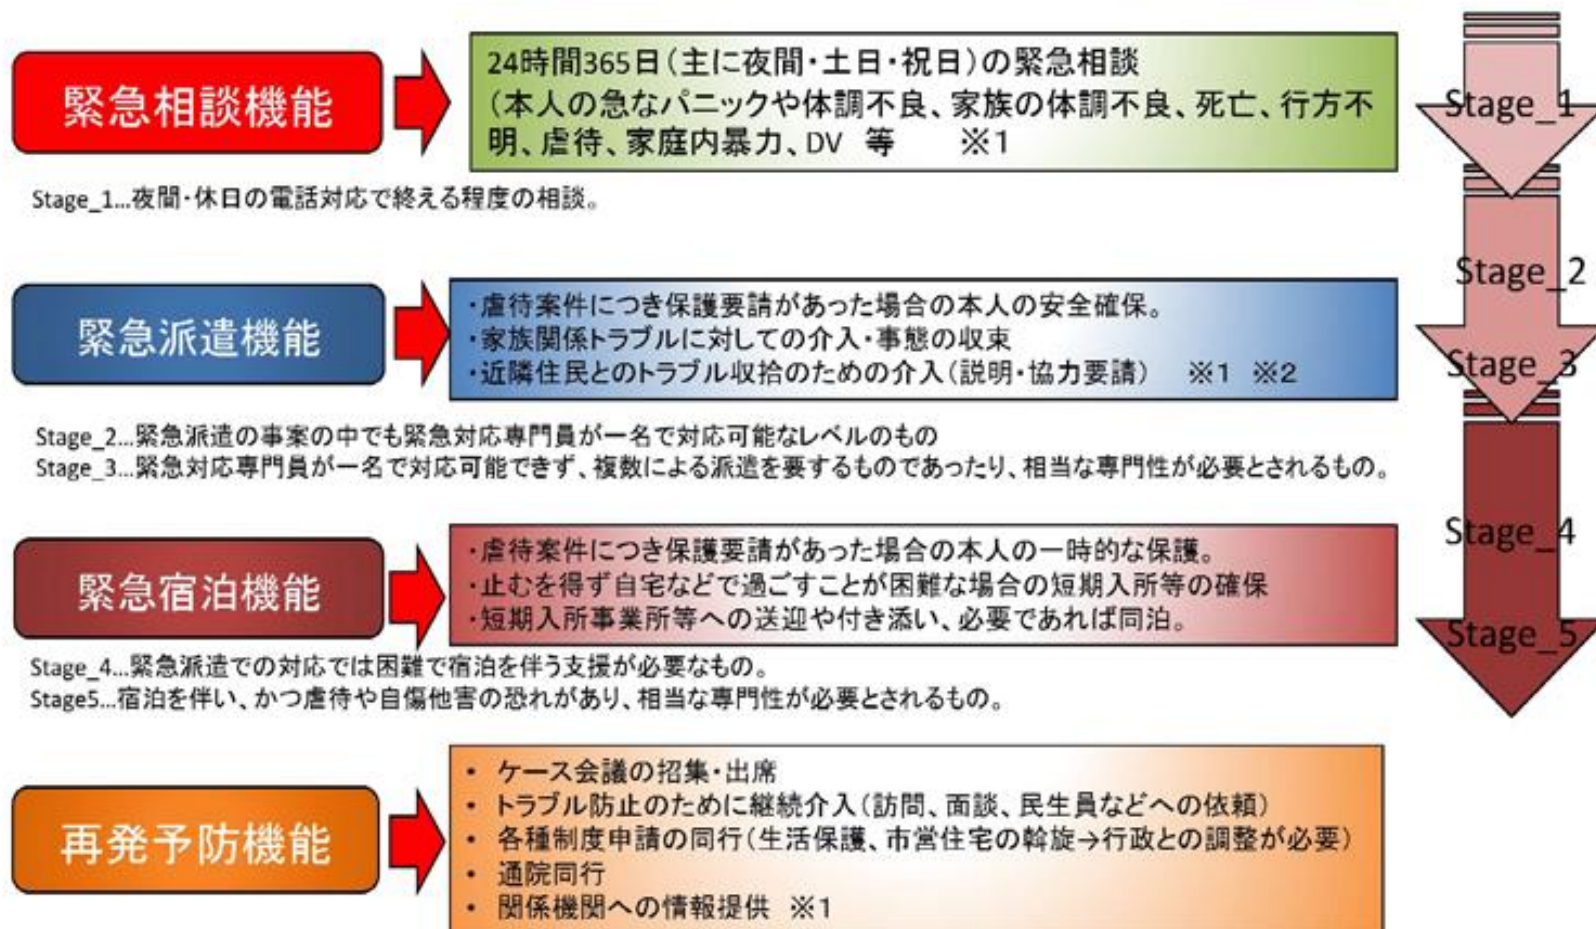 緊急相談機能
24時間365日(主に夜間・土日・祝日)の緊急相談
(本人の急なパニックや体調不良、家族の体調不良、死亡、行方不
明、虐待、家庭内暴力、DV 等 ※1
Stage_1
Stage_1…夜間・休日の電話対応で終える程度の相談。
Stage_2
緊急派遣機能
・虐待案件につき保護要請があった場合の本人の安全確保。
・家族関係トラブルに対しての介入・事態の収束
・近隣住民とのトラブル収拾のための介入(説明・協力要請) ※1 ※2
Stage_3
Stage_2…緊急派遣の事案の中でも緊急対応専門員が一名で対応可能なレベルのもの
Stage_3…緊急対応専門員が一名で対応可能できず、複数による派遣を要するものであったり、相当な専門性が必要とされるもの。
Stage_4
緊急宿泊機能
・虐待案件につき保護要請があった場合の本人の一時的な保護。
・止むを得ず自宅などで過ごすことが困難な場合の短期入所等の確保
・短期入所事業所等への送迎や付き添い、必要であれば同泊。
Stage_5
Stage_4…緊急派遣での対応では困難で宿泊を伴う支援が必要なもの。
Stage5…宿泊を伴い、かつ虐待や自傷他害の恐れがあり、相当な専門性が必要とされるもの。
再発予防機能
• ケース会議の招集・出席
• トラブル防止のために継続介入(訪問、面談、民生員などへの依頼)
• 各種制度申請の同行(生活保護、市営住宅の斡旋→行政との調整が必要)
• 通院同行
• 関係機関への情報提供 ※1